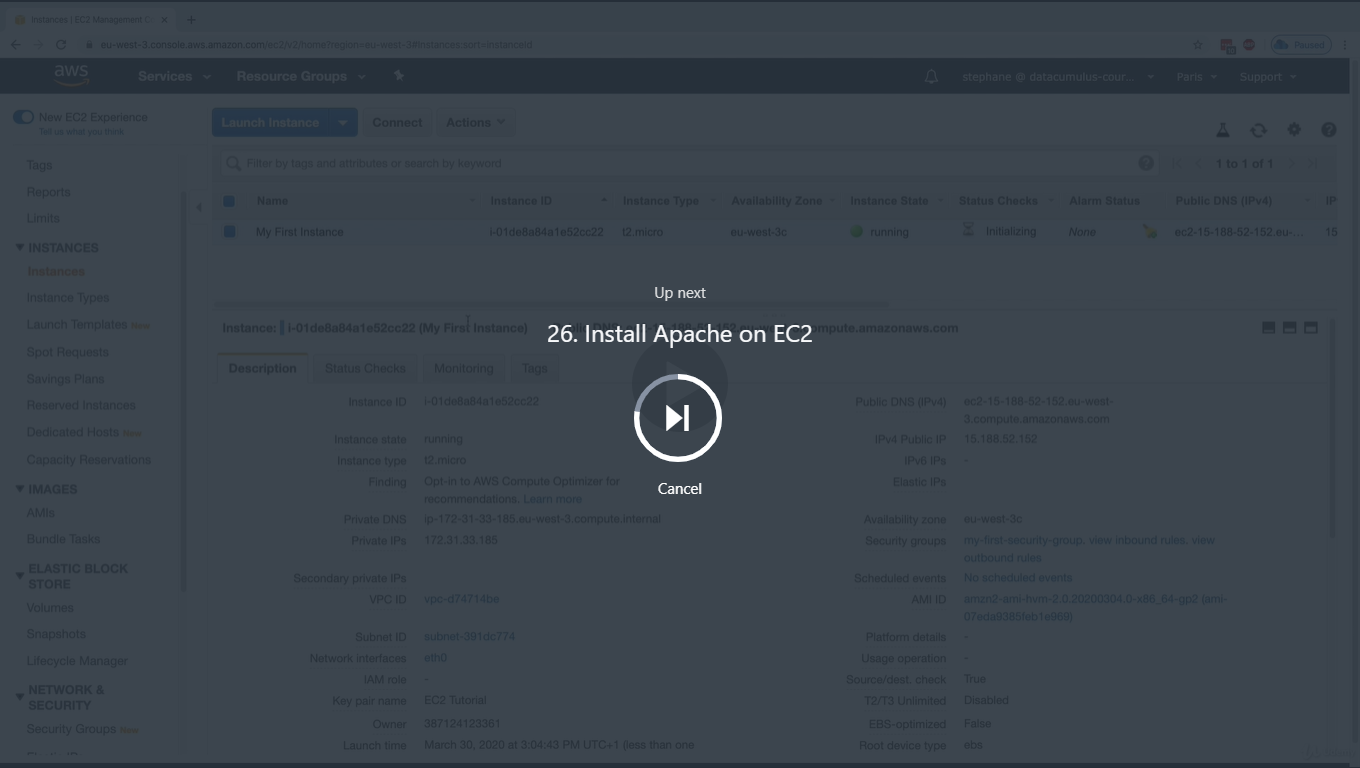 Instances | EC2 Management Co
eu-west-3.console.aws.amazon.com/ec2/v2/home?region=eu-west-3#Instances:sort=instanceId
Paused
aws
Services
Resource Groups
stephane @ datacumulus-cour...
Paris
Support
New EC2 Experience
Tell us what you think
Launch Instance
Connect
Actions
Filter by tags and attributes or search by keyword
1 to 1 of 1
Tags
Reports
Limits
INSTANCES
Instances
Instance Types
Launch Templates New
Spot Requests
Savings Plans
Reserved Instances
Dedicated Hosts New
Capacity Reservations
IMAGES
AMIs
Bundle Tasks
ELASTIC BLOCK
STORE
Volumes
Snapshots
Lifecycle Manager
NETWORK &
SECURITY
Security Groups New
Name
Instance ID
Instance Type
Availability Zone
Instance State
Status Checks
Alarm Status
Public DNS (IPv4)
IP
My First Instance
i-01de8a84a1e52cc22
t2.micro
eu-west-3c
running
Initializing
None
ec2-15-188-52-152.eu-...
15
Up next
26. Install Apache on EC2
Cancel
Instance: i-01de8a84a1e52cc22 (My First Instance)
compute.amazonaws.com
Description
Status Checks
Monitoring
Tags
Instance ID i-01de8a84a1e52cc22
Public DNS (IPv4) ec2-15-188-52-152.eu-west-
3.compute.amazonaws.com
Instance state running
IPv4 Public IP 15.188.52.152
Instance type t2.micro
IPv6 IPs -
Finding Opt-in to AWS Compute Optimizer for
recommendations. Learn more
Elastic IPs
Private DNS ip-172-31-33-185.eu-west-3.compute.internal
Availability zone eu-west-3c
Private IPs 172.31.33.185
Security groups my-first-security-group. view inbound rules. view
outbound rules
Secondary private IPs
Scheduled events No scheduled events
VPC ID vpc-d74714be
AMI ID amzn2-ami-hvm-2.0.20200304.0-x86_64-gp2 (ami-
07eda9385feb1e969)
Subnet ID subnet-391dc774
Platform details -
Network interfaces eth0
Usage operation -
IAM role -
Source/dest. check True
Key pair name EC2 Tutorial
T2/T3 Unlimited Disabled
Owner 387124123361
EBS-optimized False
Launch time March 30, 2020 at 3:04:43 PM UTC+1 (less than one
Root device type ebs